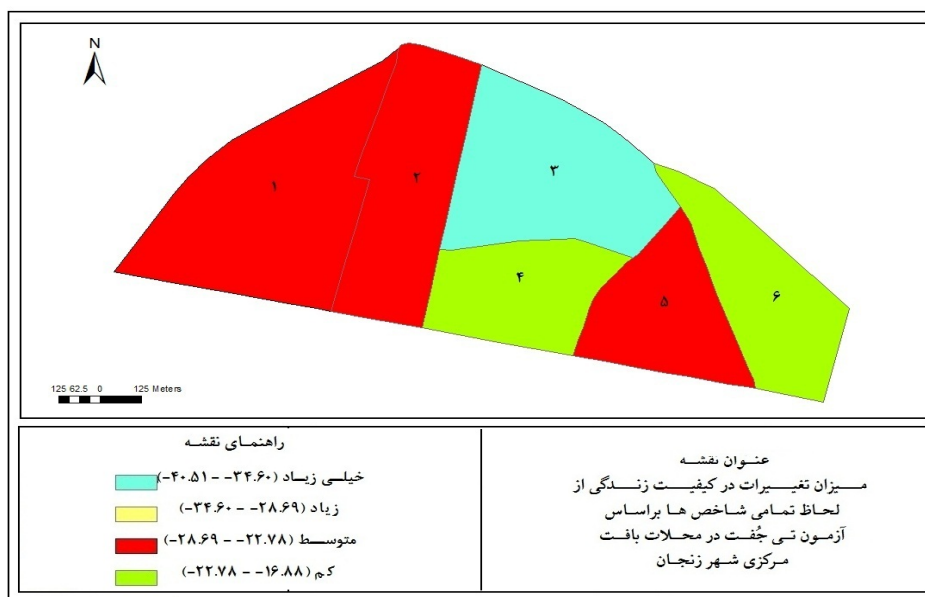 N
۱
۲
۳
۴
۵
۶
125 62.5 0 125 Meters
راهنمای نقشه
خیلی زیاد (-۴۰.۵۱ - -۳۴.۶۰)
زیاد (-۳۴.۶۰ - -۲۸.۶۹)
متوسط (-۲۸.۶۹ - -۲۲.۷۸)
کم (-۲۲.۷۸ - -۱۶.۸۸)
عنوان نقشه
میزان تغییرات در کیفیت زندگی از
لحاظ تمامی شاخص ها براساس
آزمون تی جُفت در محلات بافت
مرکزی شهر زنجان